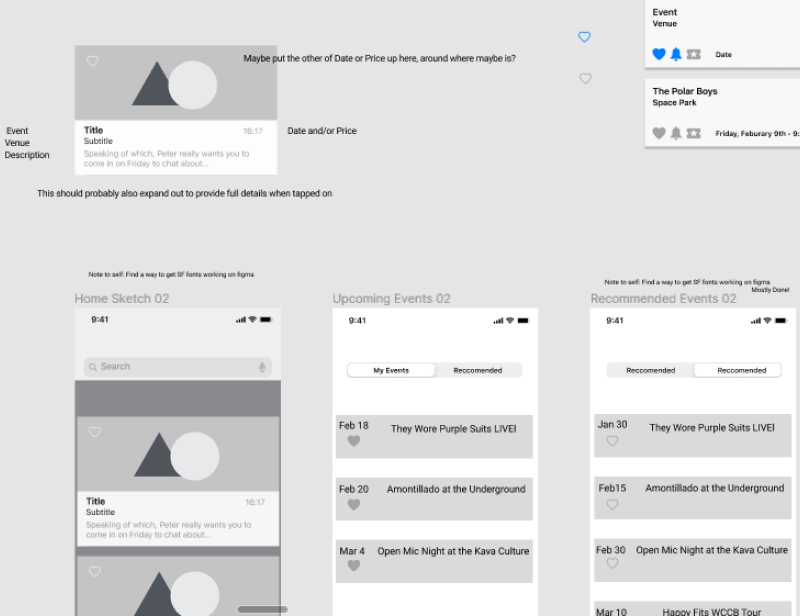 Event
Venue
Date
Maybe put the other of Date or Price up here, around where maybe is?
The Polar Boys
Space Park
Friday, Feburary 9th - 9:
Event
Venue
Description
Title
16:17
Subtitle
Speaking of which, Peter really wants you to
come in on Friday to chat about...
Date and/or Price
This should probably also expand out to provide full details when tapped on
Note to self: Find a way to get SF fonts working on figma
Home Sketch 02
9:41
Search
Title
16:17
Subtitle
Speaking of which, Peter really wants you to
come in on Friday to chat about...
Upcoming Events 02
9:41
My Events
Reccomended
Feb 18
They Wore Purple Suits LIVE!
Feb 20
Amontillado at the Underground
Mar 4
Open Mic Night at the Kava Culture
Note to self: Find a way to get SF fonts working on figma
Mostly Done!
Recommended Events 02
9:41
Reccomended
Reccomended
Jan 30
They Wore Purple Suits LIVE!
Feb15
Amontillado at the Underground
Feb 30
Open Mic Night at the Kava Culture
Mar 10
Happy Fits WCCB Tour